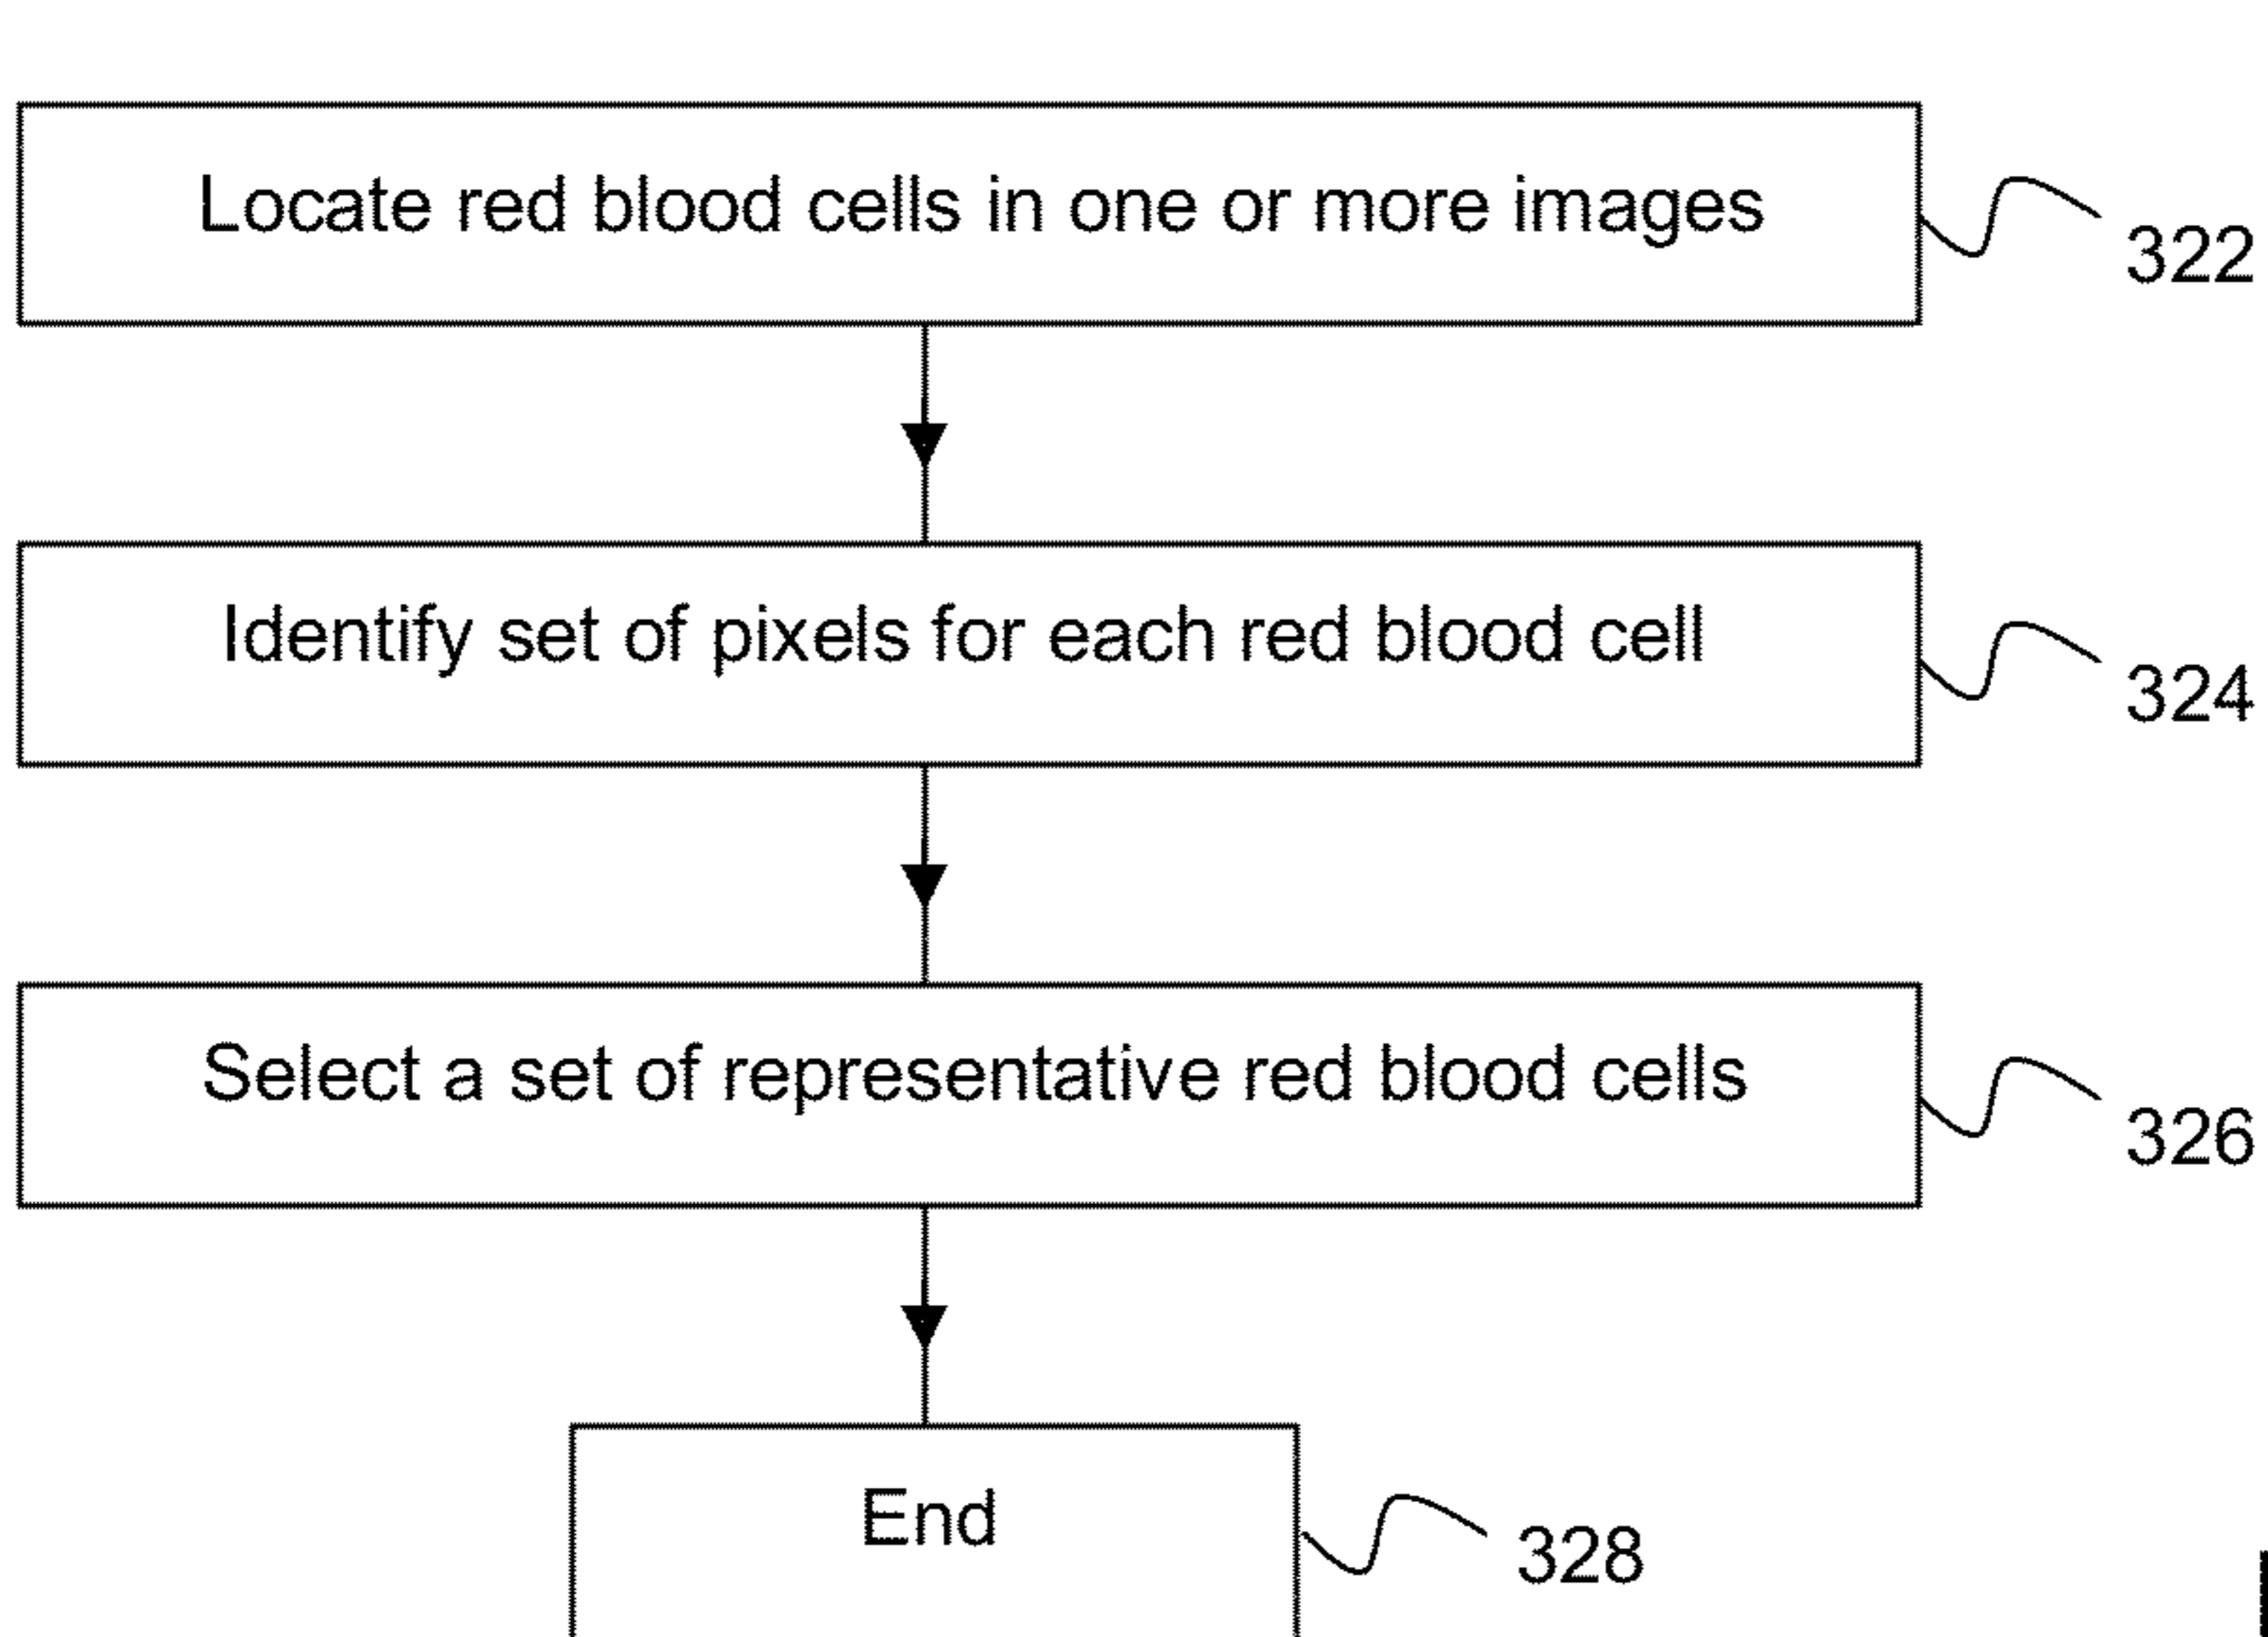 Locate red blood cells in one or more images
322
Identify set of pixels for each red blood cell
324
Select a set of representative red blood cells
326
End
328